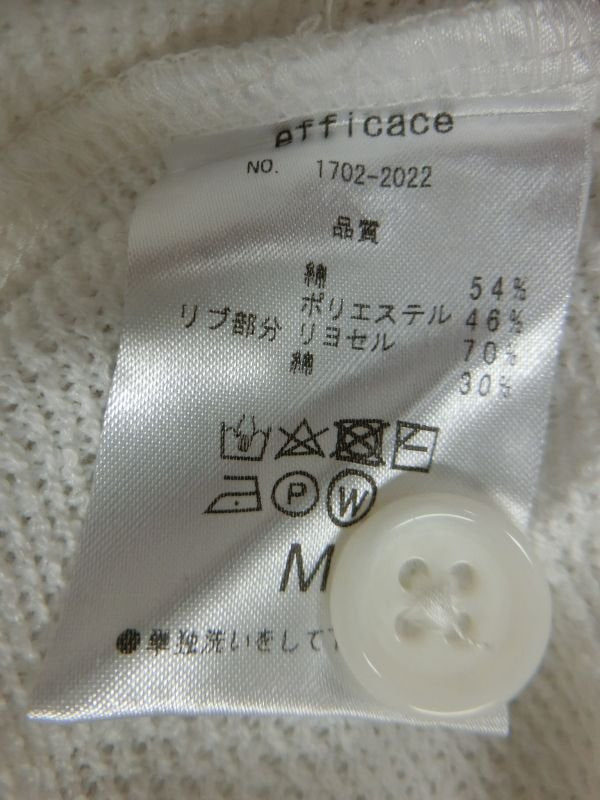 efficace
NO. 1702-2022
品質
綿 54%
ポリエステル 46%
リブ部分 リヨセル 70%
綿 30%
P W
M
●単独洗いをして